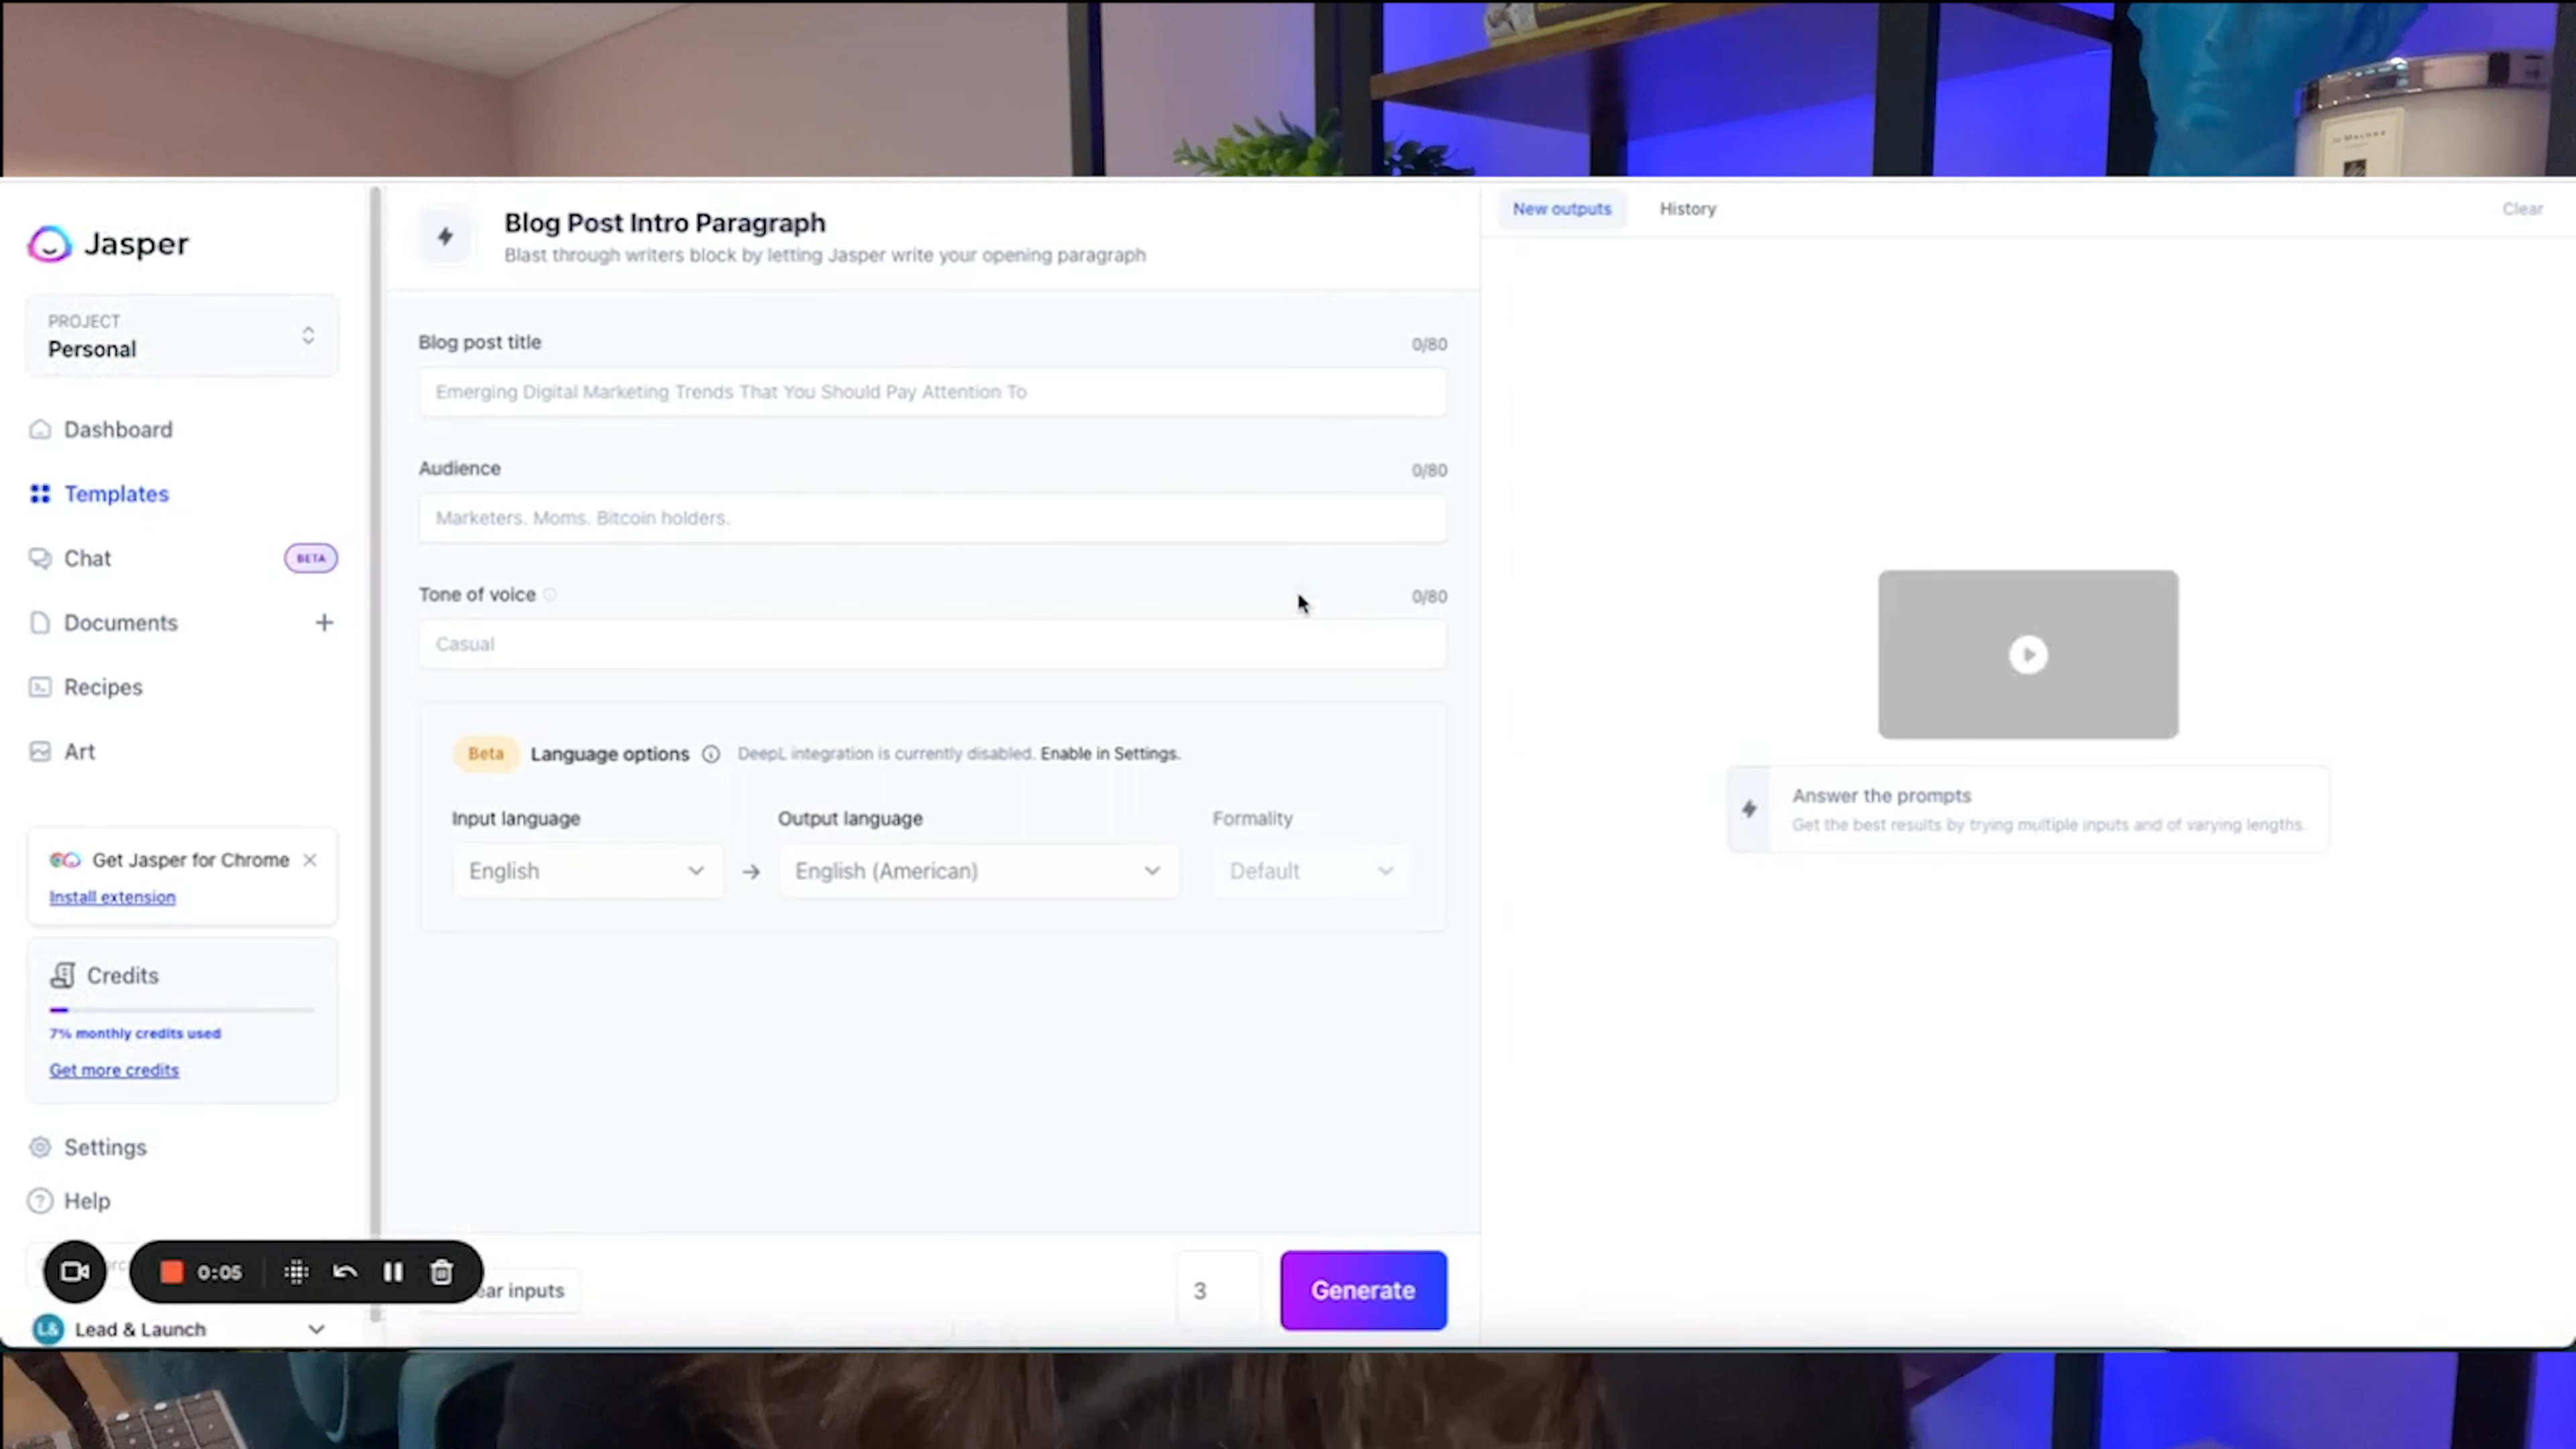 Jo MALONE
Jasper
PROJECT
Personal
Dashboard
Templates
Chat
BETA
Documents
Recipes
Art
Get Jasper for Chrome
Install extension
Credits
7% monthly credits used
Get more credits
Settings
Help
0:05
L&
Lead & Launch
Blog Post Intro Paragraph
Blast through writers block by letting Jasper write your opening paragraph
Blog post title
0/80
Emerging Digital Marketing Trends That You Should Pay Attention To
Audience
0/80
Marketers. Moms. Bitcoin holders.
Tone of voice
0/80
Casual
Beta
Language options
DeepL integration is currently disabled. Enable in Settings.
Input language
Output language
Formality
English
English (American)
Default
inputs
3
Generate
New outputs
History
Clear
Answer the prompts
Get the best results by trying multiple inputs and of varying lengths.